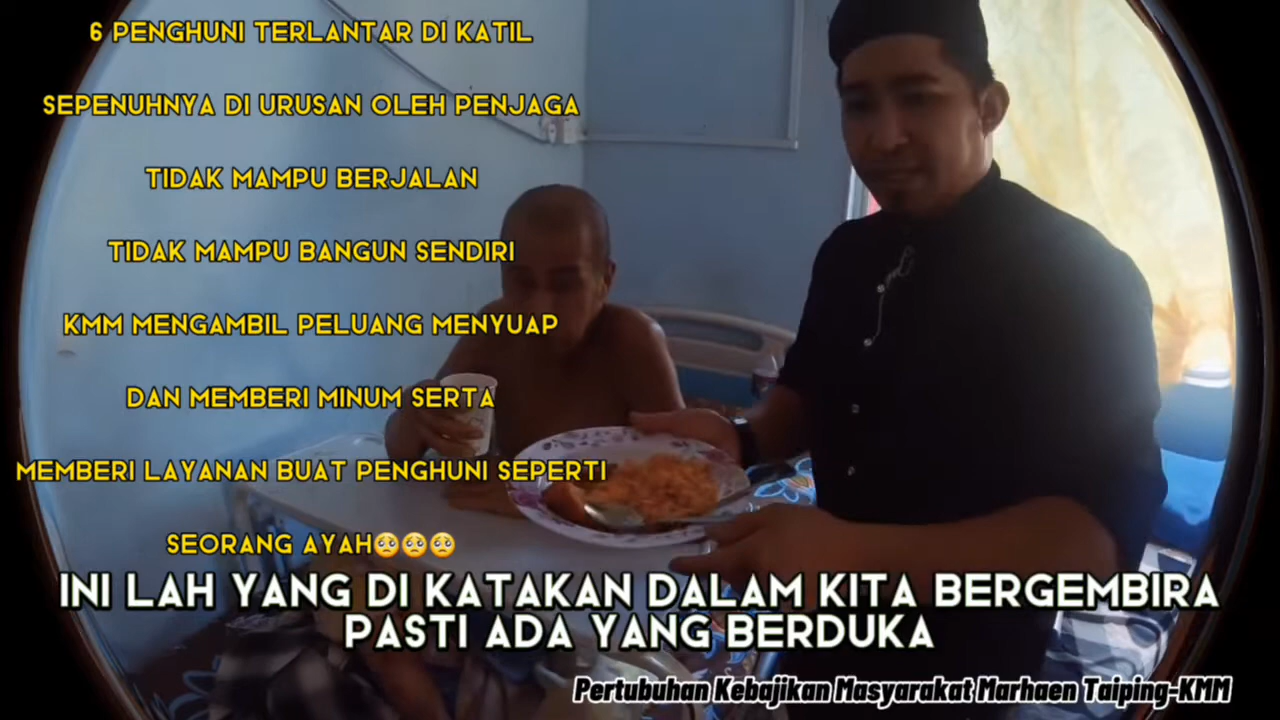 6 PENGHUNI TERLANTAR DI KATIL
SEPENUHNYA DI URUSAN OLEH PENJAGA
TIDAK MAMPU BERJALAN
TIDAK MAMPU BANGUN SENDIRI
KMM MENGAMBIL PELUANG MENYUAP
DAN MEMBERI MINUM SERTA
MEMBERI LAYANAN BUAT PENGHUNI SEPERTI
SEORANG AYAH🥺🥺🥺
INI LAH YANG DI KATAKAN DALAM KITA BERGEMBIRA
PASTI ADA YANG BERDUKA
Pertubuhan Kebajikan Masyarakat Marhaen Taiping-KMM